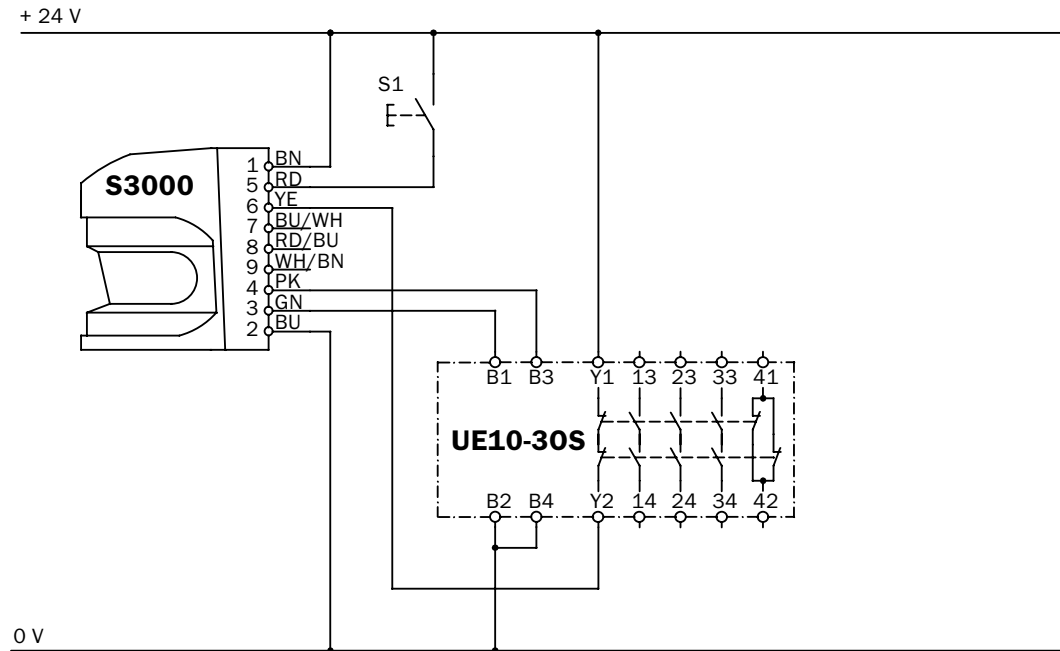 + 24 V
S1
S3000
1 BN
5 RD
6 YE
7 BU/WH
8 RD/BU
9 WH/BN
4 PK
3 GN
2 BU
B1 B3 Y1 13 23 33 41
UE10-30S
B2 B4 Y2 14 24 34 42
0 V